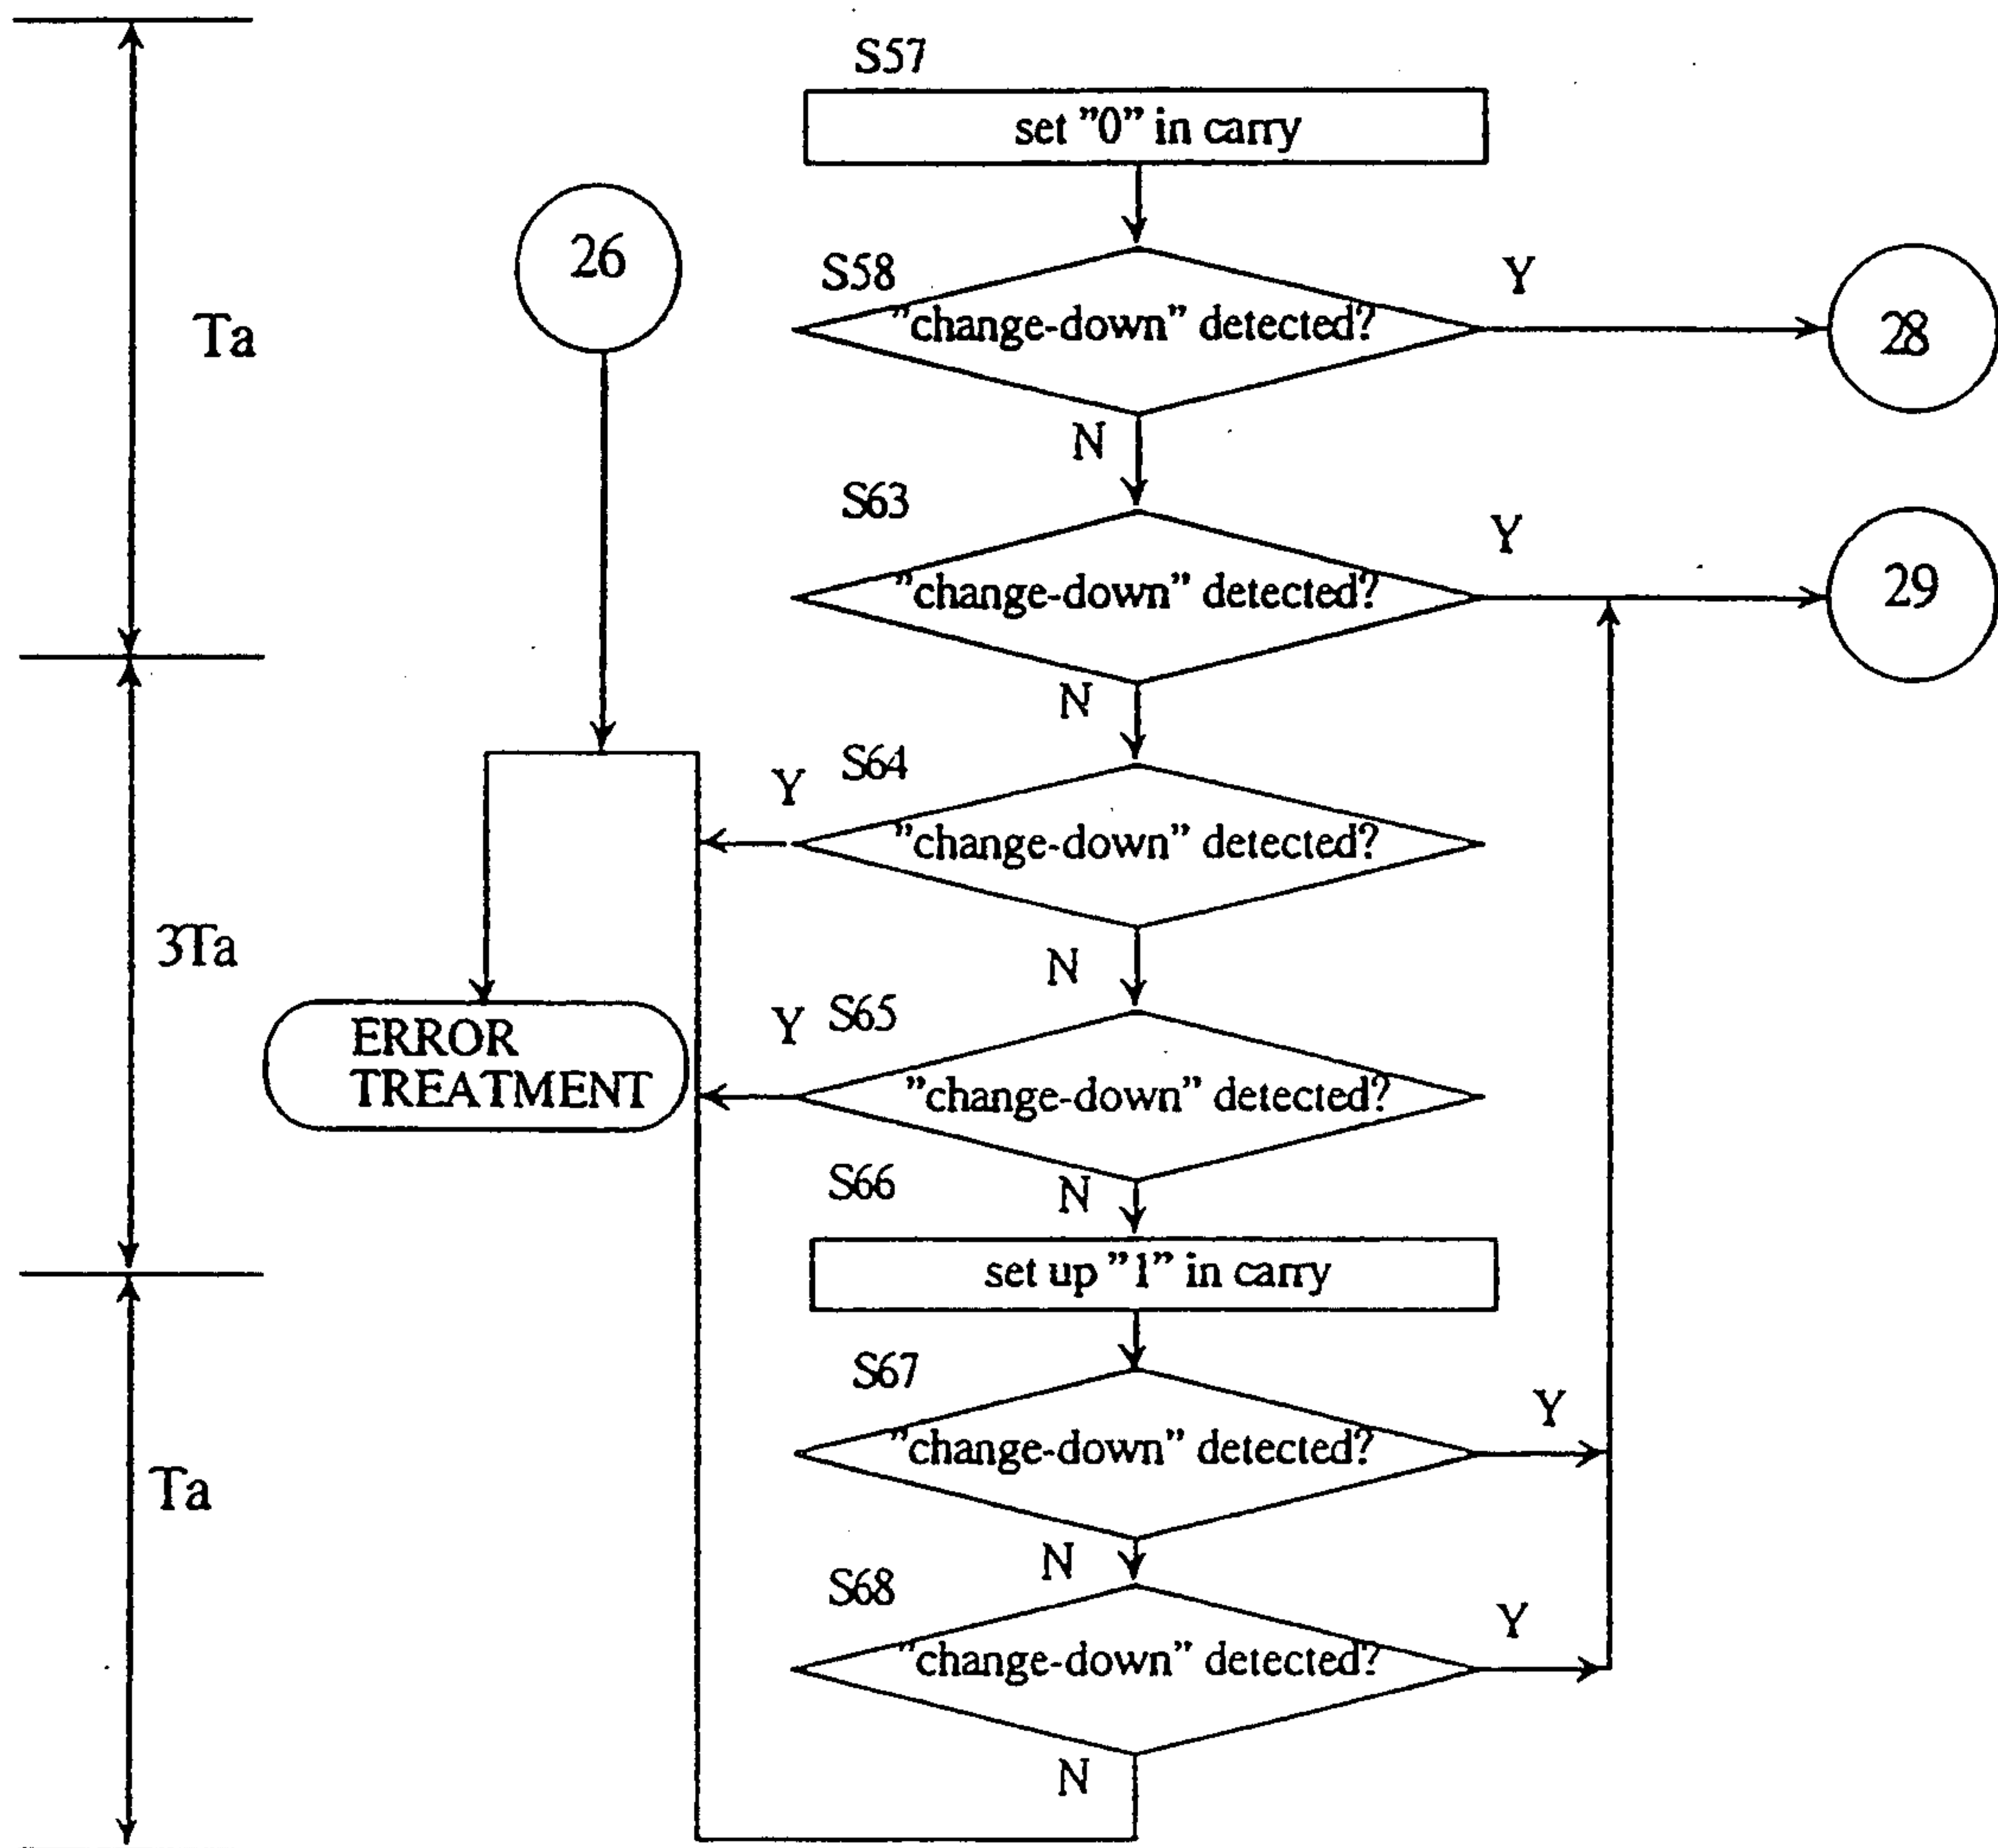 S57
set ”0” in carry
26
S58
”change-down” detected?
Y
28
Ta
N
S63
”change-down” detected?
Y
29
N
S64
Y
”change-down” detected?
3Ta
N
ERROR
TREATMENT
S65
Y
”change-down” detected?
S66
N
set up ”1” in carry
S67
”change-down” detected?
Y
Ta
N
S68
”change-down” detected?
Y
N